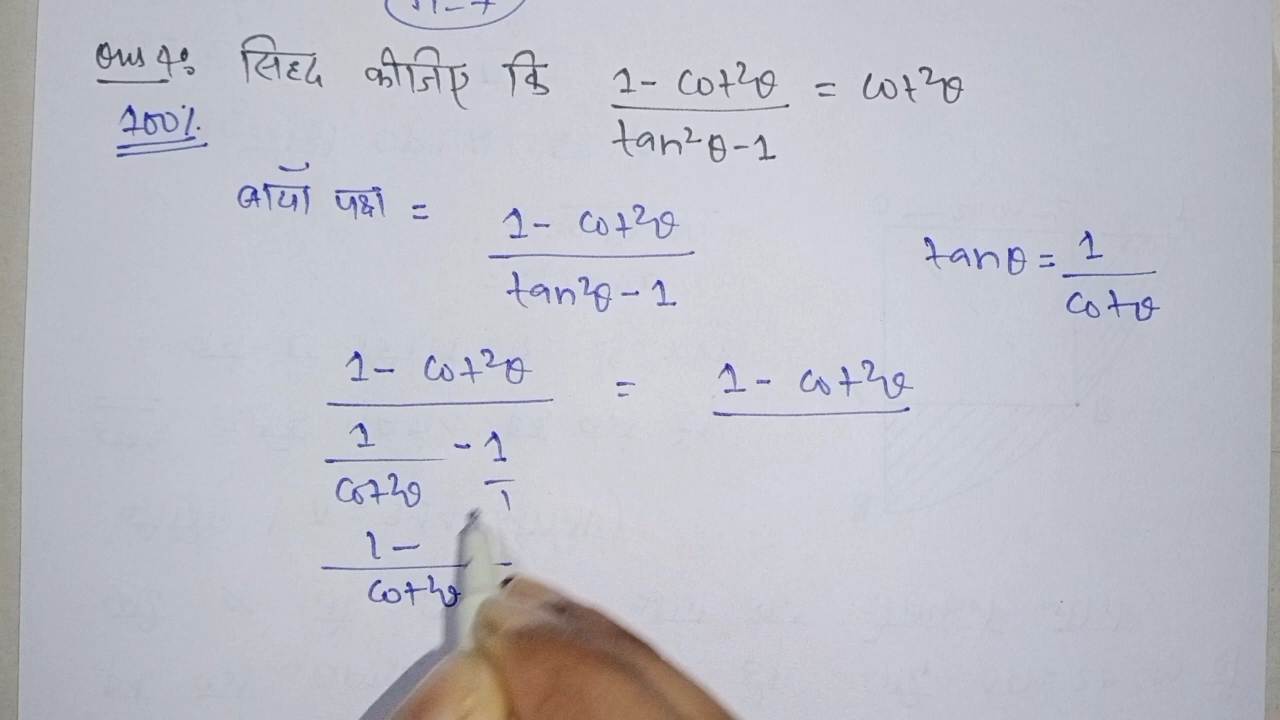 Ans 4: सिद्ध कीजिए कि 1 - cot²θ / tan²θ - 1 = cot²θ
100%
बायाँ पक्ष = 1 - cot²θ / tan²θ - 1
tanθ = 1 / cotθ
1 - cot²θ / 1 / cot²θ - 1 / 1 = 1 - cot²θ
1 - / cot²θ